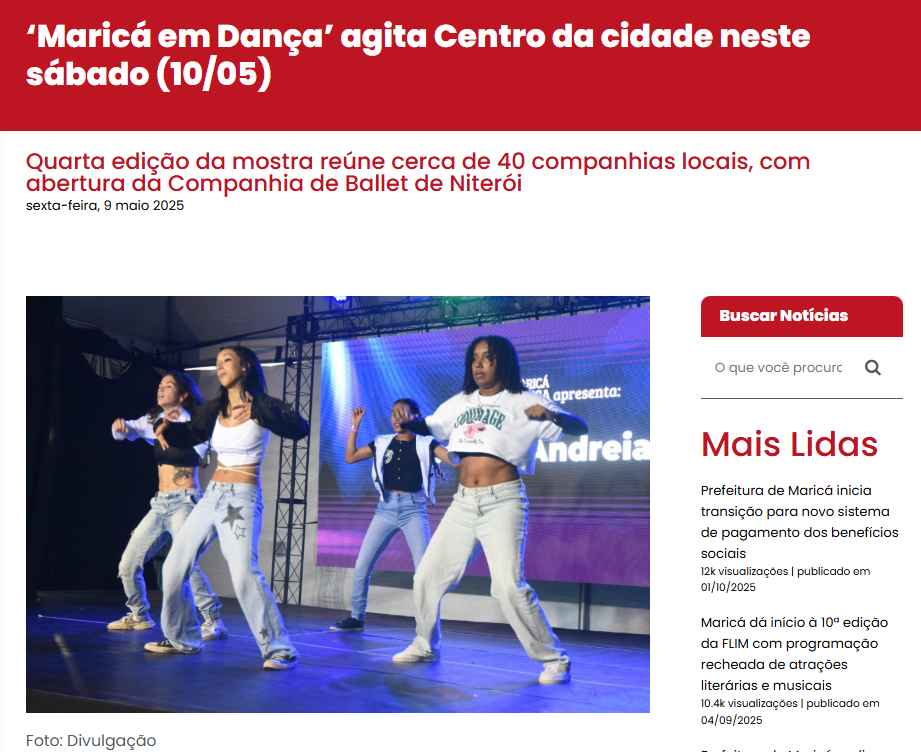 ‘Maricá em Dança’ agita Centro da cidade neste
sábado (10/05)
Quarta edição da mostra reúne cerca de 40 companhias locais, com
abertura da Companhia de Ballet de Niterói
sexta-feira, 9 maio 2025
apresenta:
Andreia
COURAGE
Foto: Divulgação
Buscar Notícias
O que você procurc
Mais Lidas
Prefeitura de Maricá inicia
transição para novo sistema
de pagamento dos benefícios
sociais
12k visualizações | publicado em
01/10/2025
Maricá dá início à 10ª edição
da FLIM com programação
recheada de atrações
literárias e musicais
10.4k visualizações | publicado em
04/09/2025